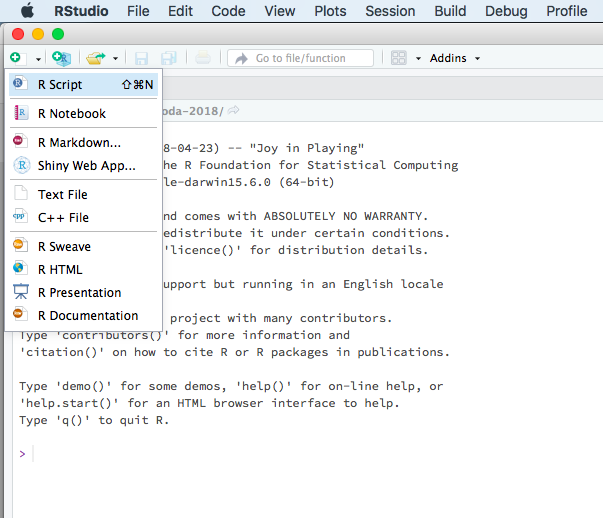 RStudio File Edit Code View Plots Session Build Debug Profile
Go to file/function Addins
R Script ⇧⌘N
R Notebook
oda-2018/
R Markdown...
8-04-23) -- "Joy in Playing"
Shiny Web App...
he R Foundation for Statistical Computing
le-darwin15.6.0 (64-bit)
Text File
C++ File
nd comes with ABSOLUTELY NO WARRANTY.
edistribute it under certain conditions.
R Sweave
'licence()' for distribution details.
R HTML
upport but running in an English locale
R Presentation
R Documentation
project with many contributors.
Type 'contributors()' for more information and
'citation()' on how to cite R or R packages in publications.
Type 'demo()' for some demos, 'help()' for on-line help, or
'help.start()' for an HTML browser interface to help.
Type 'q()' to quit R.
>